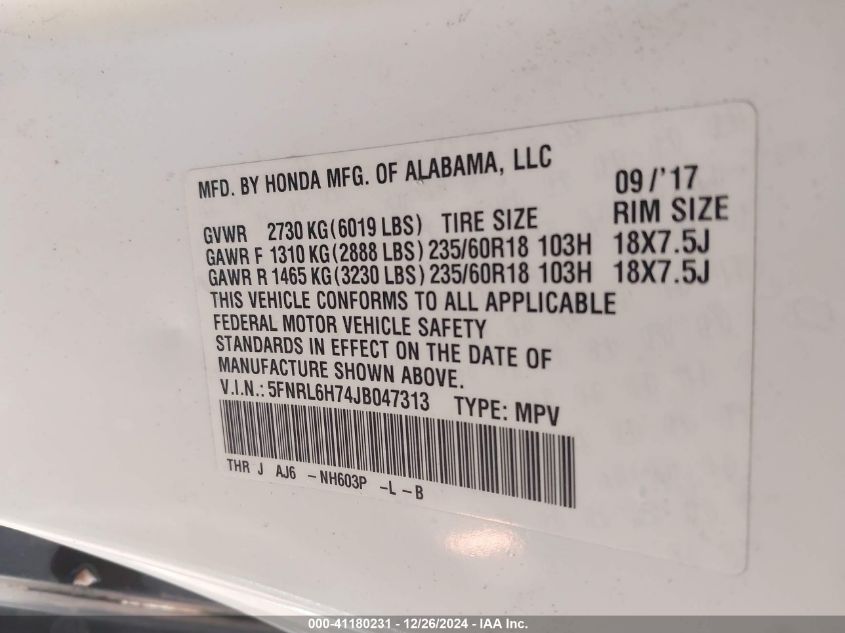 MFD. BY HONDA MFG. OF ALABAMA, LLC 09/'17
GVWR 2730 KG(6019 LBS) TIRE SIZE RIM SIZE
GAWR F 1310 KG(2888 LBS) 235/60R18 103H 18X7.5J
GAWR R 1465 KG(3230 LBS) 235/60R18 103H 18X7.5J
THIS VEHICLE CONFORMS TO ALL APPLICABLE
FEDERAL MOTOR VEHICLE SAFETY
STANDARDS IN EFFECT ON THE DATE OF
MANUFACTURE SHOWN ABOVE.
V.I.N.: 5FNRL6H74JB047313 TYPE: MPV
THR J AJ6 -NH603P -L-B
000-41180231 - 12/26/2024 - IAA Inc.